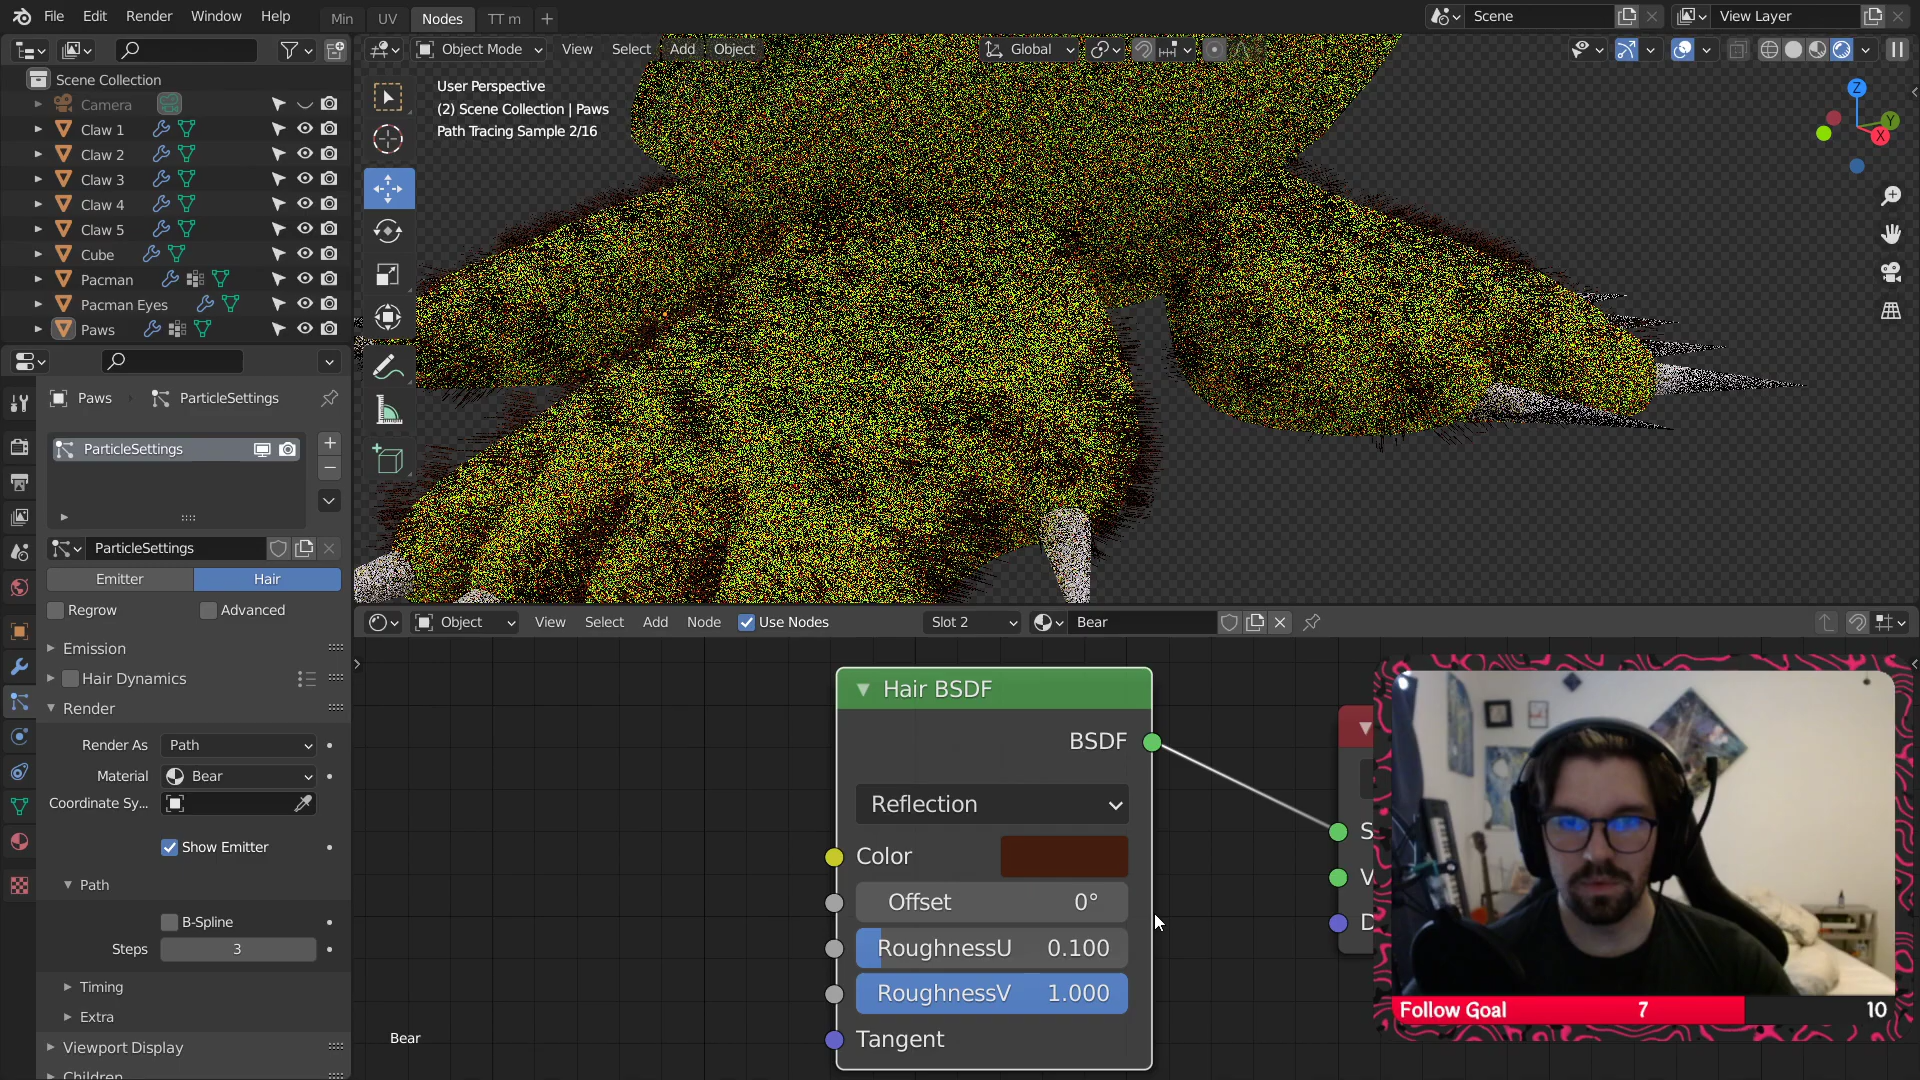 File Edit Render Window Help
Min UV Nodes TT m
Scene
View Layer
Object Mode View Select Add Object
Global
User Perspective
(2) Scene Collection | Paws
Path Tracing Sample 2/16
Z
Y
X
Scene Collection
Camera
Claw 1
Claw 2
Claw 3
Claw 4
Claw 5
Cube
Pacman
Pacman Eyes
Paws
Paws ParticleSettings
ParticleSettings
ParticleSettings
Emitter Hair
Regrow Advanced
Emission
Hair Dynamics
Render
Render As Path
Material Bear
Coordinate Sy...
Show Emitter
Path
B-Spline
Steps 3
Timing
Extra
Viewport Display
Children
Object View Select Add Node Use Nodes Slot 2 Bear
Hair BSDF
BSDF
Reflection
Color
Offset 0°
RoughnessU 0.100
RoughnessV 1.000
Tangent
S
V
D
Bear
Follow Goal 7 10